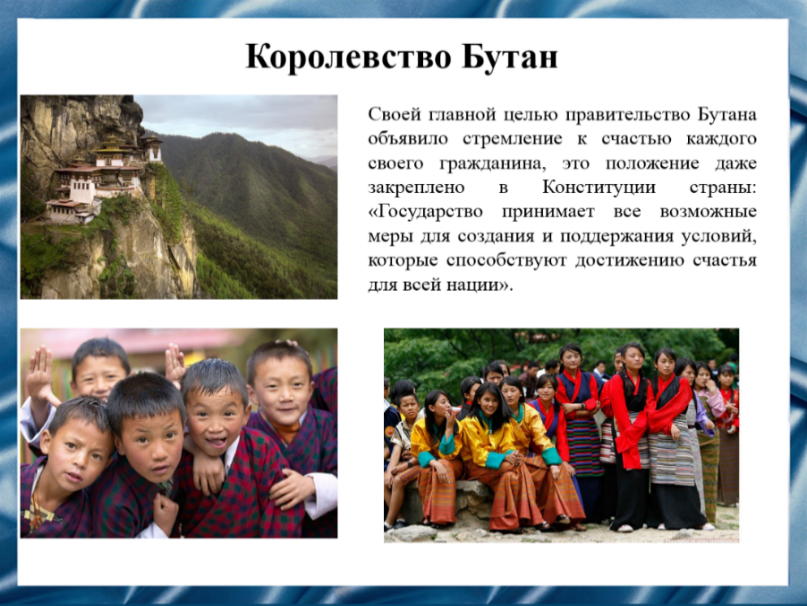 Королевство Бутан
Своей главной целью правительство Бутана
объявило стремление к счастью каждого
своего гражданина, это положение даже
закреплено в Конституции страны:
«Государство принимает все возможные
меры для создания и поддержания условий,
которые способствуют достижению счастья
для всей нации».